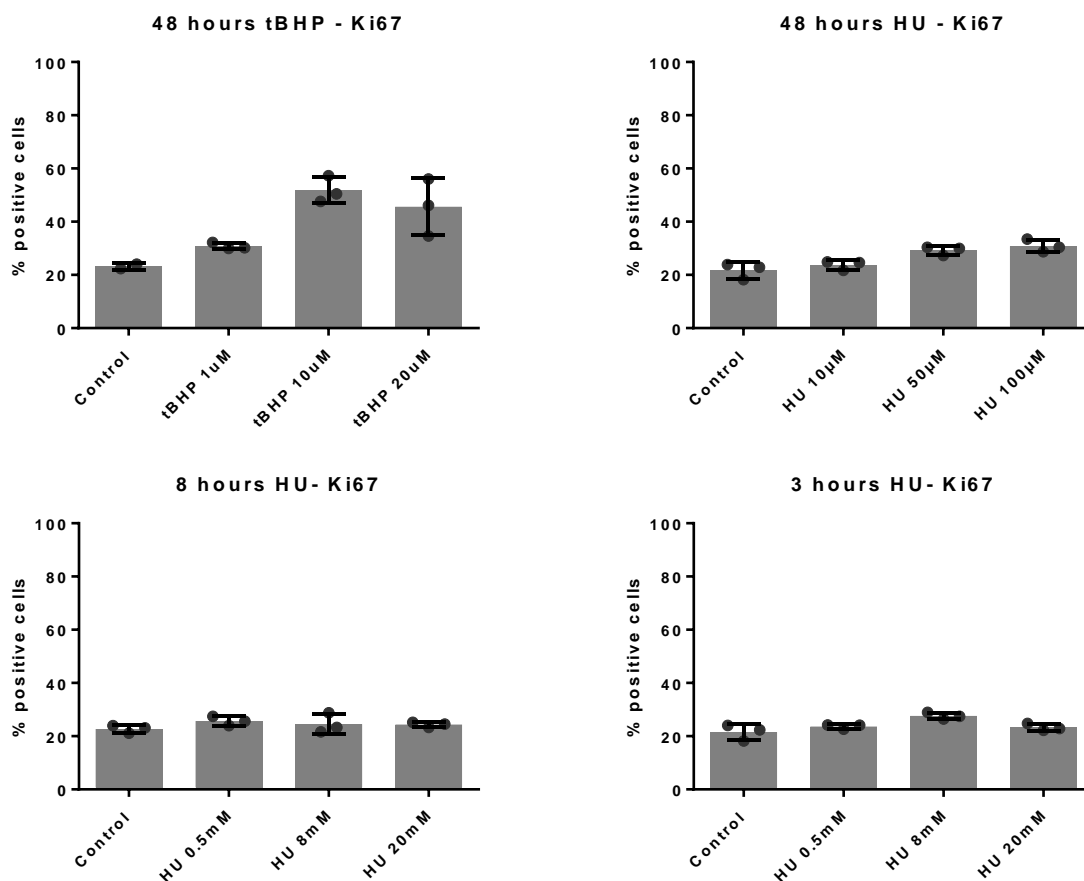 48 hours tBHP - Ki67
% positive cells
100
80
60
40
20
0
Control
tBHP 1uM
tBHP 10uM
tBHP 20uM
48 hours HU - Ki67
% positive cells
100
80
60
40
20
0
Control
HU 10µM
HU 50µM
HU 100µM
8 hours HU- Ki67
% positive cells
100
80
60
40
20
0
Control
HU 0.5mM
HU 8mM
HU 20mM
3 hours HU- Ki67
% positive cells
100
80
60
40
20
0
Control
HU 0.5mM
HU 8mM
HU 20mM